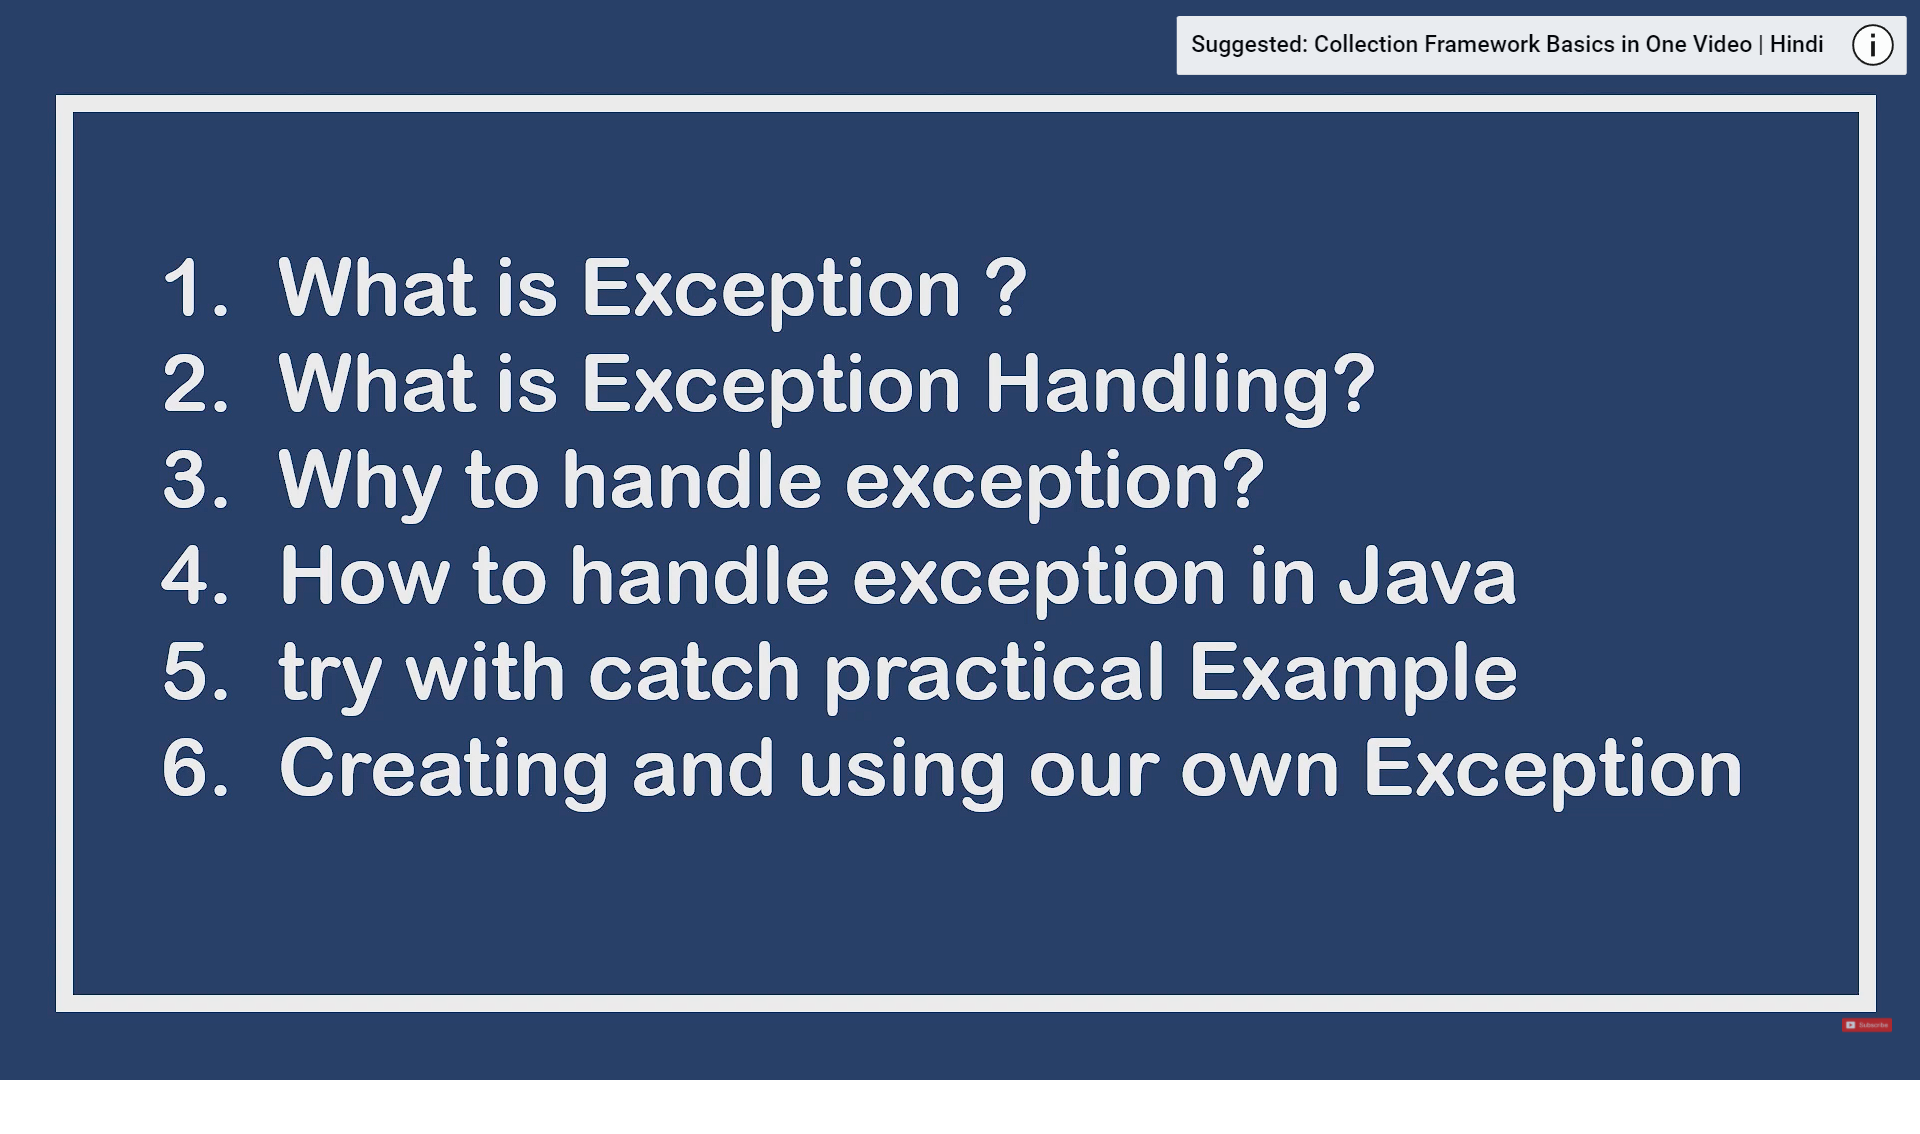 Suggested: Collection Framework Basics in One Video | Hindi
1. What is Exception ?
2. What is Exception Handling?
3. Why to handle exception?
4. How to handle exception in Java
5. try with catch practical Example
6. Creating and using our own Exception
Subscribe